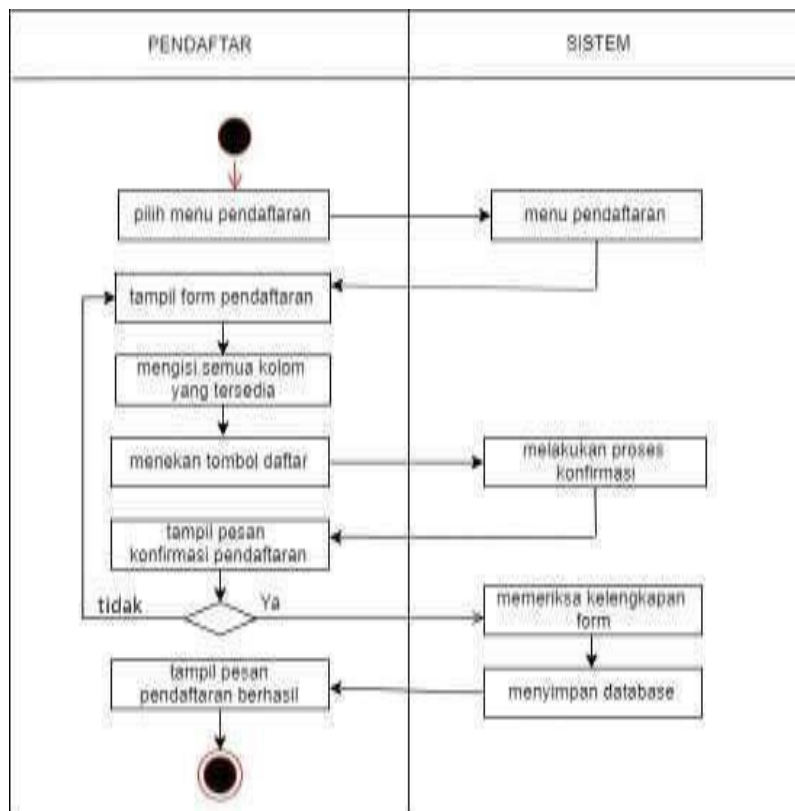 PENDAFTAR
SISTEM
pilih menu pendaftaran
menu pendaftaran
tampil form pendaftaran
mengisi semua kolom
yang tersedia
menekan tombol daftar
melakukan proses
konfirmasi
tampil pesan
konfirmasi pendaftaran
tidak
Ya
memeriksa kelengkapan
form
tampil pesan
pendaftaran berhasil
menyimpan database